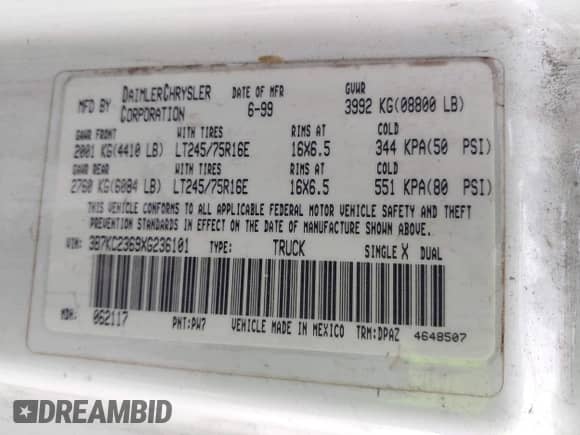 MFD BY DAIMLERCHRYSLER CORPORATION DATE OF MFR 6-99 GVWR 3992 KG(08800 LB)
GAWR FRONT WITH TIRES RIMS AT COLD
2001 KG(4410 LB) LT245/75R16E 16X6.5 344 KPA(50 PSI)
GAWR REAR WITH TIRES RIMS AT COLD
2760 KG(6084 LB) LT245/75R16E 16X6.5 551 KPA(80 PSI)
THIS VEHICLE CONFORMS TO ALL APPLICABLE FEDERAL MOTOR VEHICLE SAFETY AND THEFT
PREVENTION STANDARDS IN EFFECT ON THE DATE OF MANUFACTURE SHOWN ABOVE.
VIN: 3B7KC2369XG236101 TYPE: TRUCK SINGLE X DUAL
MDH: 062117 PNT:PW7 VEHICLE MADE IN MEXICO TRM:DPAZ 4648507
DREAMBID